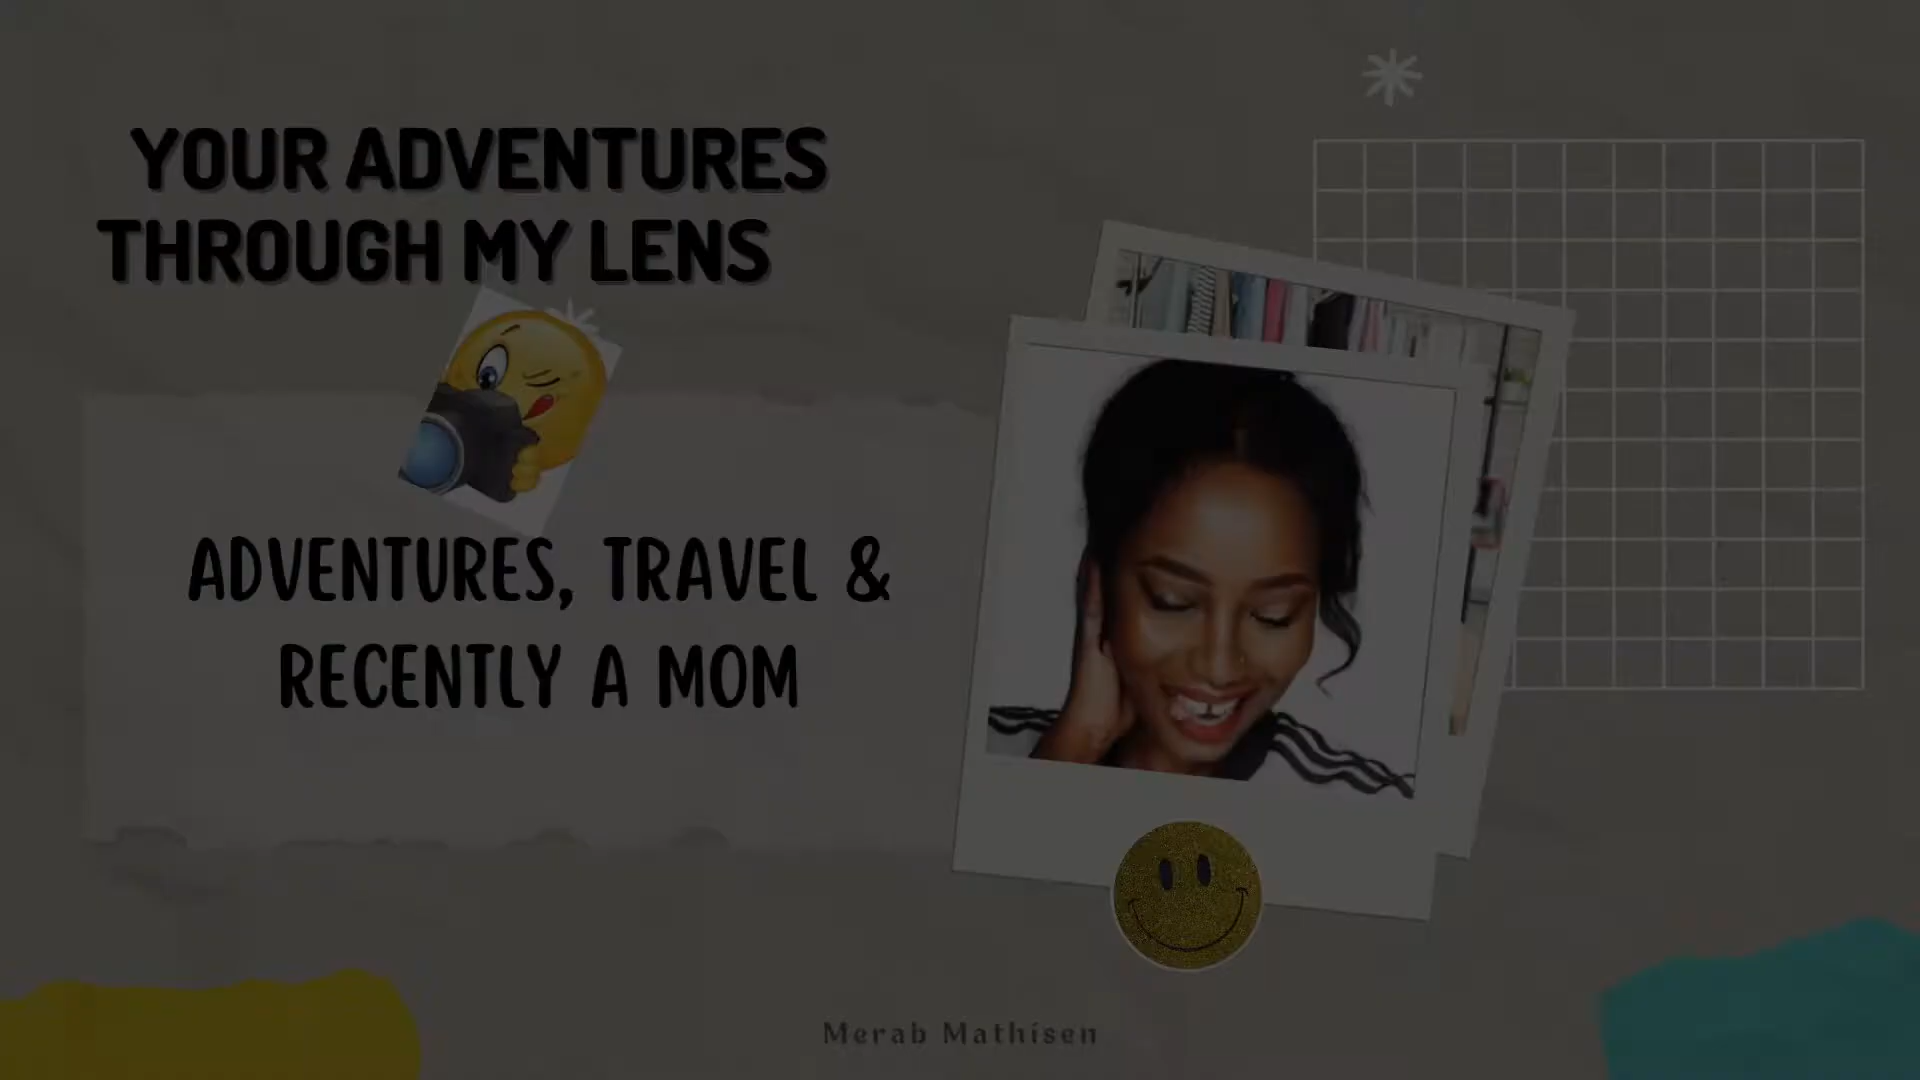 YOUR ADVENTURES
THROUGH MY LENS
ADVENTURES, TRAVEL &
RECENTLY A MOM
Merab Mathisen